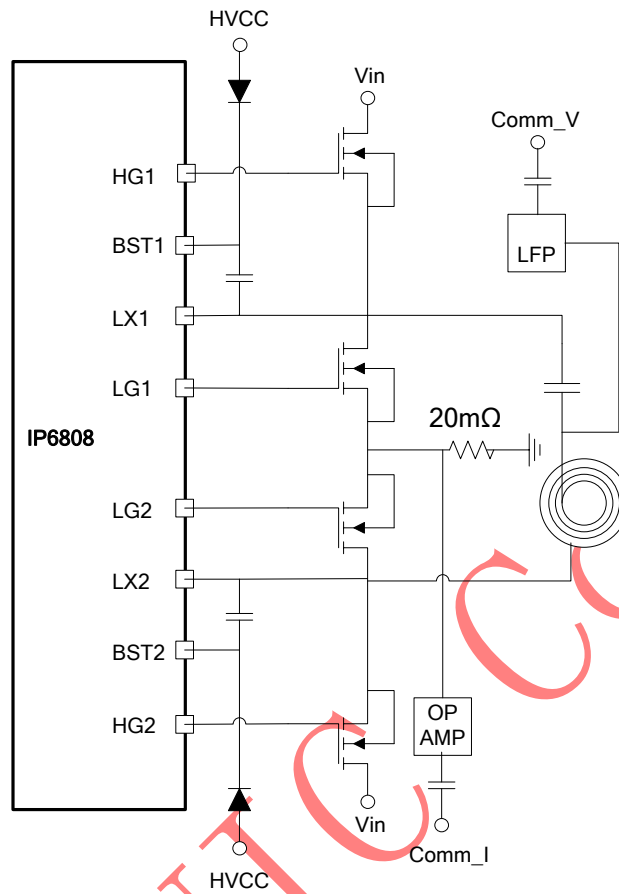 HVCC
Vin
Comm_V
HG1
BST1
LFP
LX1
LG1
20mΩ
IP6808
LG2
LX2
BST2
HG2
OP
AMP
Vin
Comm_I
HVCC